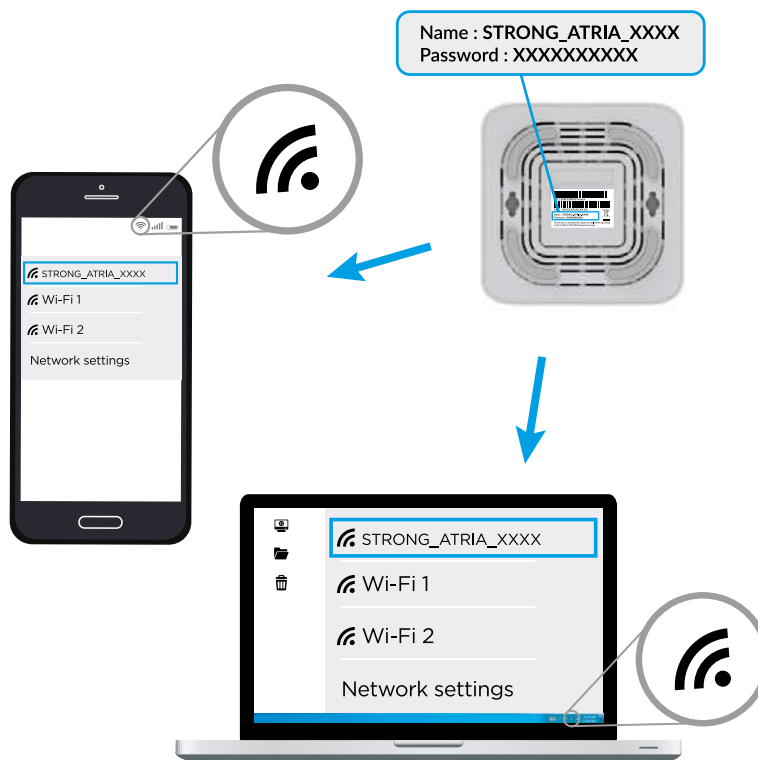 Name : STRONG_ATRIA_XXXX
Password : XXXXXXXXXX
STRONG_ATRIA_XXXX
Wi-Fi 1
Wi-Fi 2
Network settings
STRONG_ATRIA_XXXX
Wi-Fi 1
Wi-Fi 2
Network settings